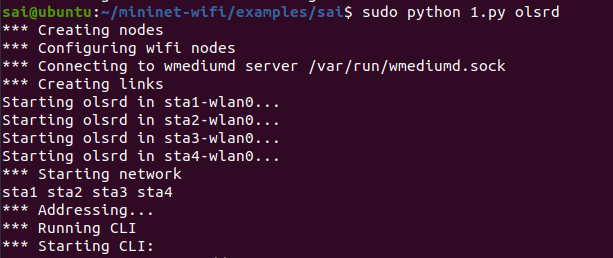 sai@ubuntu:~/mininet-wifi/examples/sai$ sudo python 1.py olsrd
*** Creating nodes
*** Configuring wifi nodes
*** Connecting to wmediumd server /var/run/wmediumd.sock
*** Creating links
Starting olsrd in sta1-wlan0...
Starting olsrd in sta2-wlan0...
Starting olsrd in sta3-wlan0...
Starting olsrd in sta4-wlan0...
*** Starting network
sta1 sta2 sta3 sta4
*** Addressing...
*** Running CLI
*** Starting CLI: